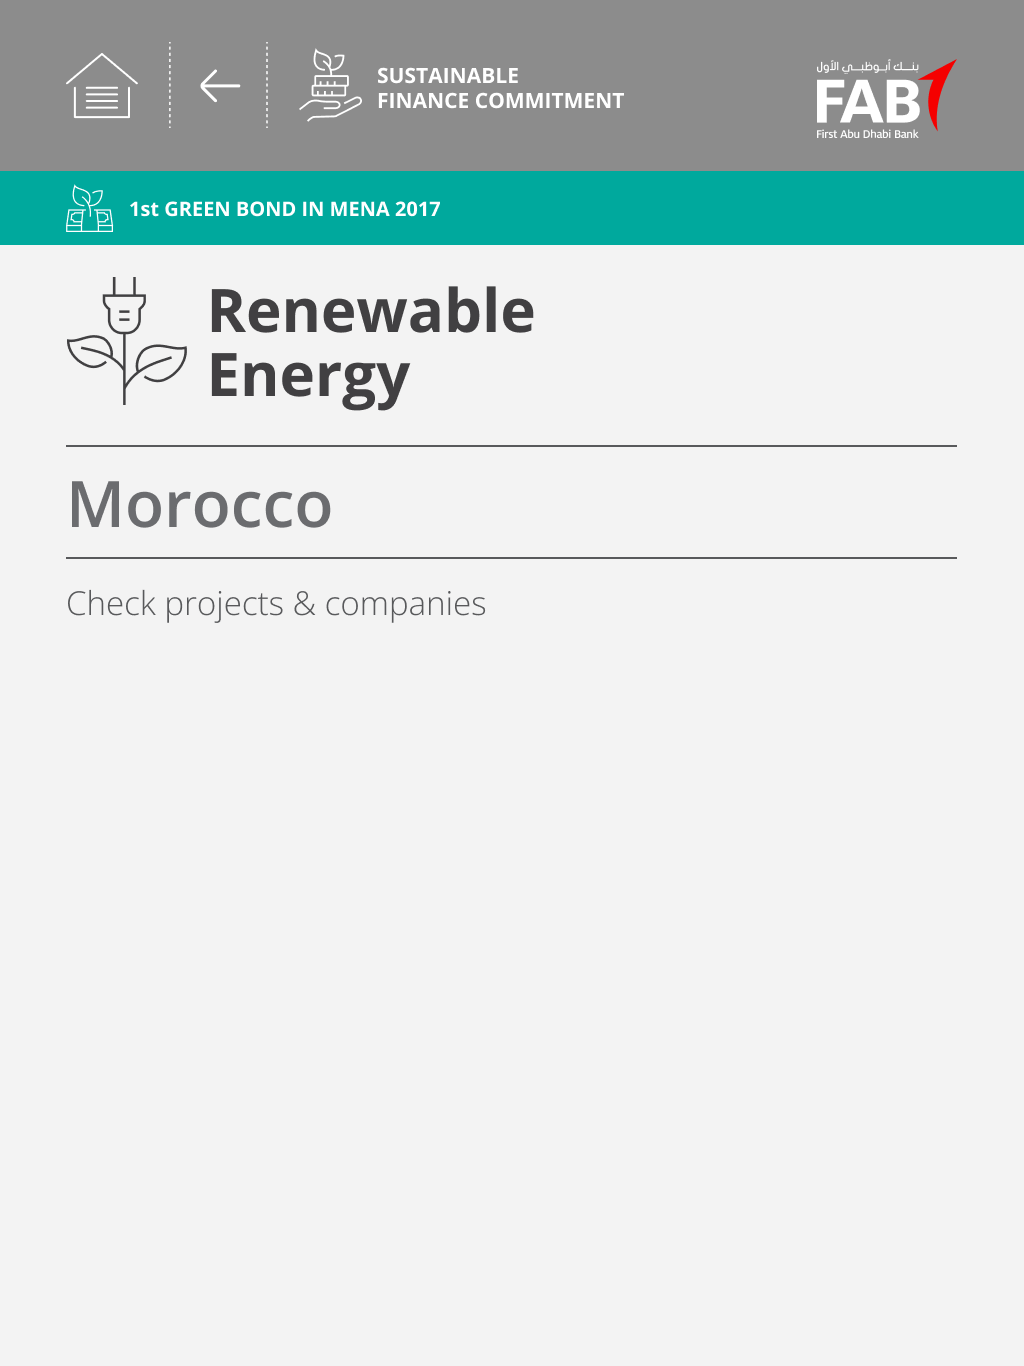 SUSTAINABLE
FINANCE COMMITMENT
بنك أبوظبي الأول
FAB
First Abu Dhabi Bank
1st GREEN BOND IN MENA 2017
Renewable
Energy
Morocco
Check projects & companies